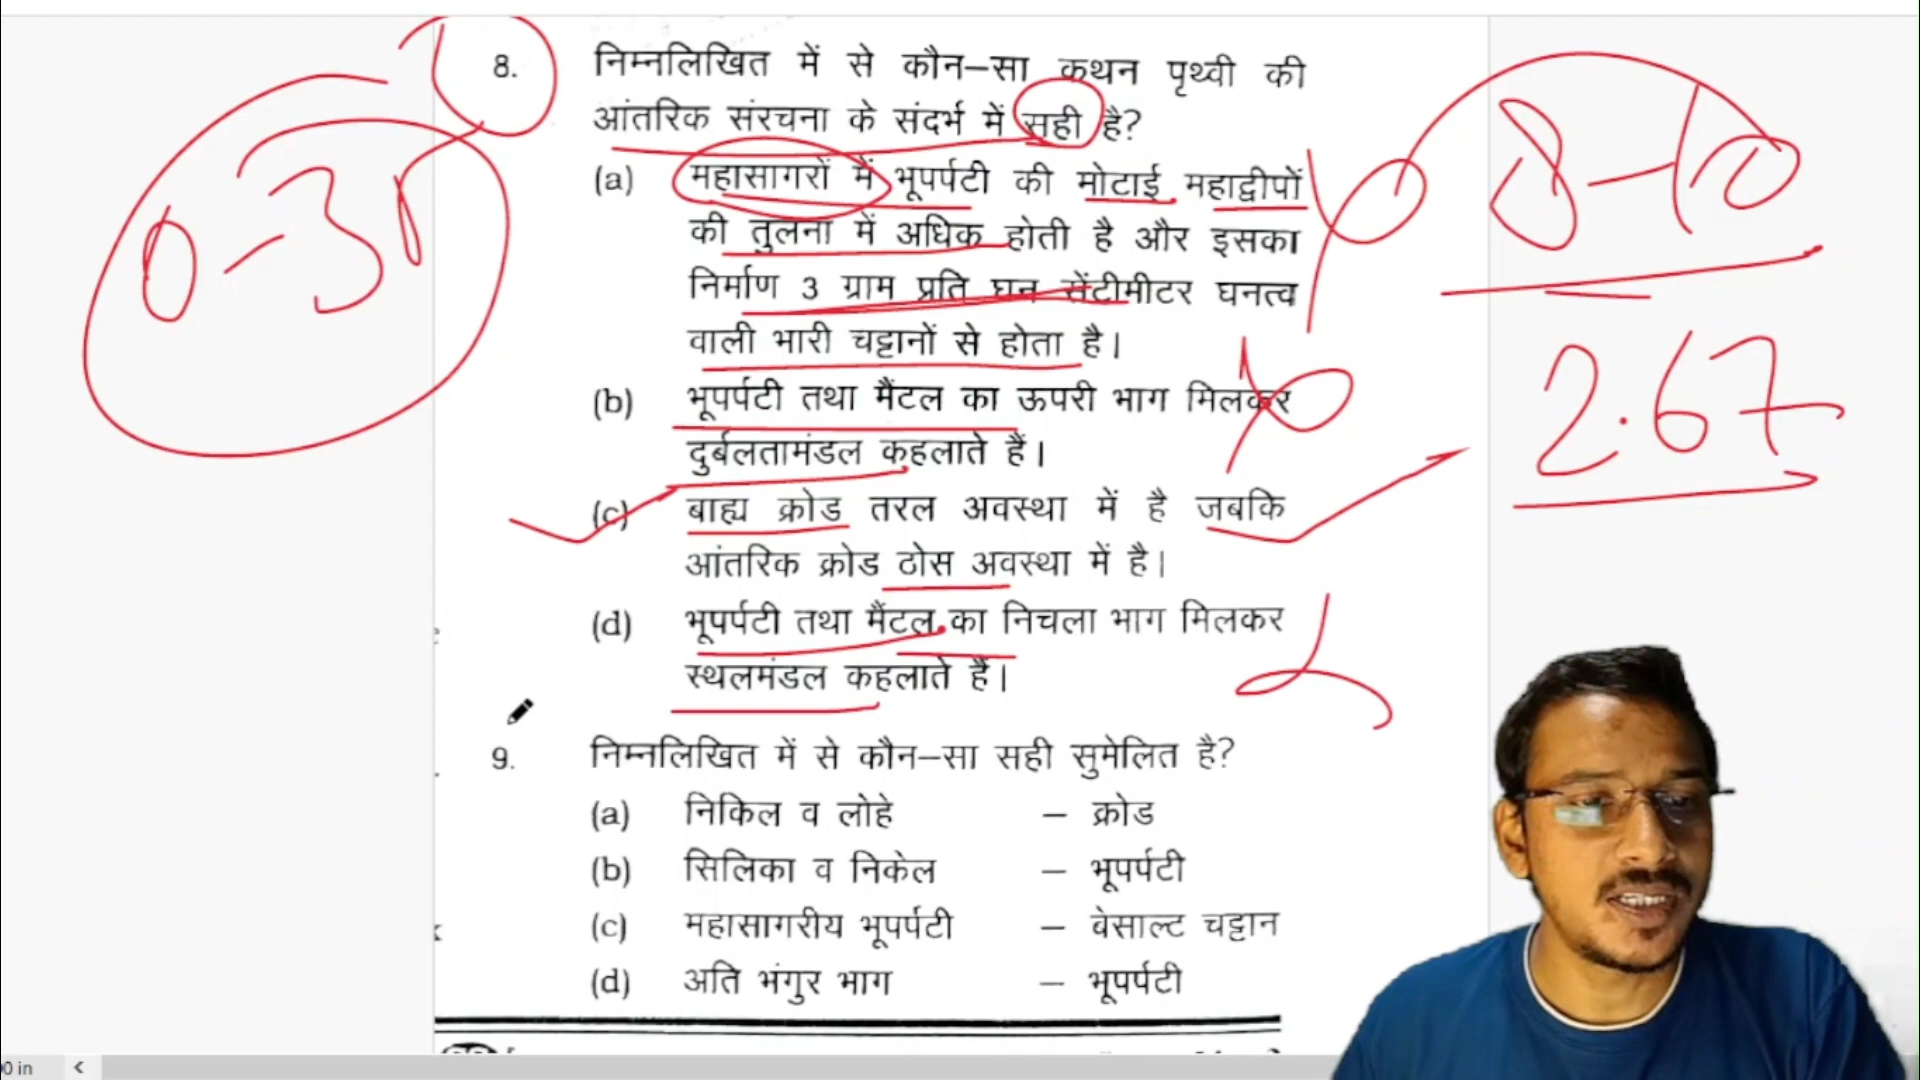 8. निम्नलिखित में से कौन–सा कथन पृथ्वी की
आंतरिक संरचना के संदर्भ में सही है?
(a) महासागरों में भूपर्पटी की मोटाई महाद्वीपों
की तुलना में अधिक होती है और इसका
निर्माण 3 ग्राम प्रति घन सेंटीमीटर घनत्व
वाली भारी चट्टानों से होता है।
(b) भूपर्पटी तथा मैंटल का ऊपरी भाग मिलकर
दुर्बलतामंडल कहलाते हैं।
(c) बाह्य क्रोड तरल अवस्था में है जबकि
आंतरिक क्रोड ठोस अवस्था में है।
(d) भूपर्पटी तथा मैंटल का निचला भाग मिलकर
स्थलमंडल कहलाते हैं।
8-10
2.67
9. निम्नलिखित में से कौन–सा सही सुमेलित है?
(a) निकिल व लोहे – क्रोड
(b) सिलिका व निकेल – भूपर्पटी
(c) महासागरीय भूपर्पटी – बेसाल्ट चट्टान
(d) अति भंगुर भाग – भूपर्पटी